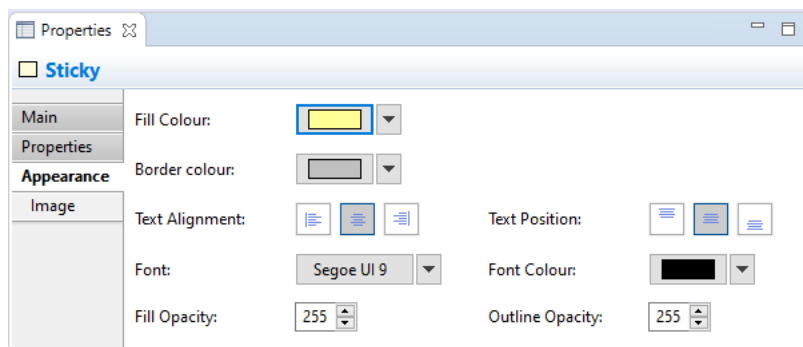 Properties
Sticky
Main
Properties
Appearance
Image
Fill Colour:
Border colour:
Text Alignment:
Text Position:
Font:
Segoe UI 9
Font Colour:
Fill Opacity:
255
Outline Opacity:
255